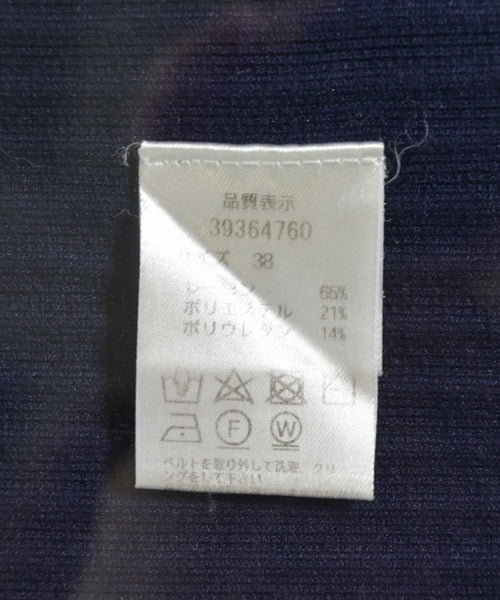 品質表示
39364760
サイズ 38
レーヨン 65%
ポリエステル 21%
ポリウレタン 14%
F W
ベルトを取り外して洗濯、クリーニ
ングをして下さい